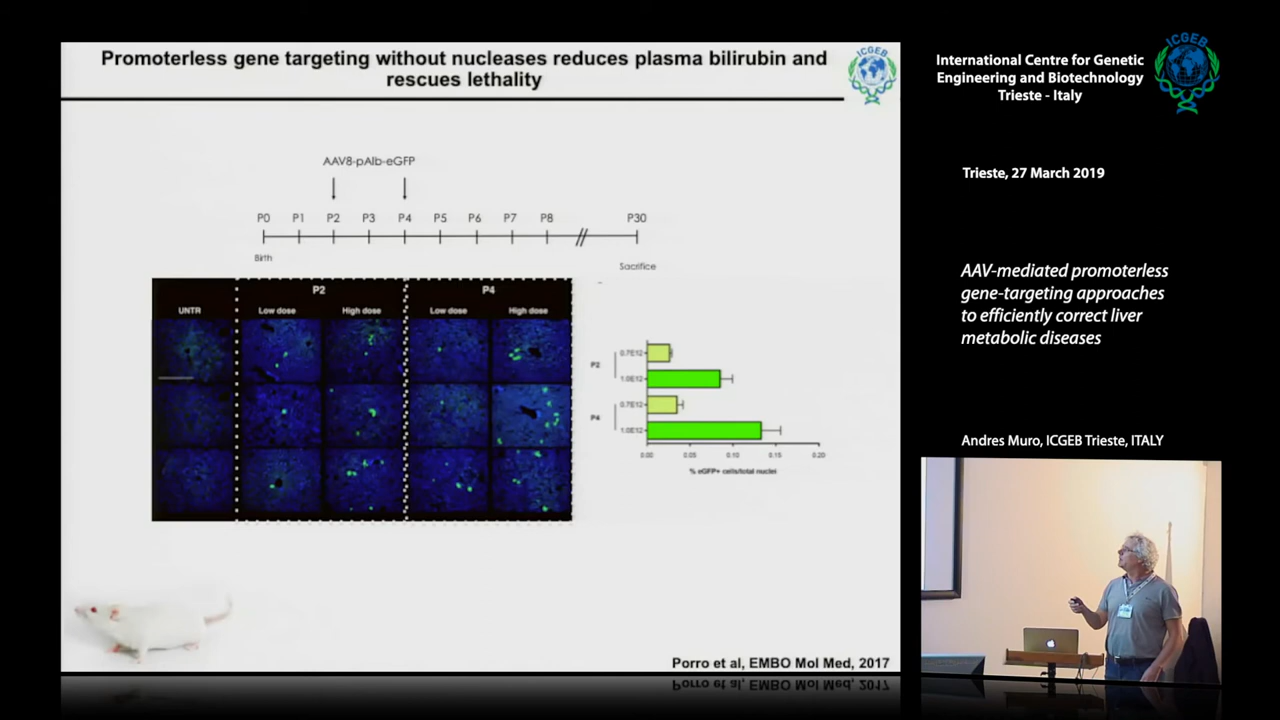 Promoterless gene targeting without nucleases reduces plasma bilirubin and
rescues lethality
ICGEB
AAV8-pAlb-eGFP
P0 P1 P2 P3 P4 P5 P6 P7 P8 P30
Birth
Sacrifice
P2 P4
UNTR Low dose High dose Low dose High dose
P2
0.7E12
1.0E12
P4
0.7E12
1.0E12
0.00 0.05 0.10 0.15 0.20
% eGFP+ cells/total nuclei
Porro et al, EMBO Mol Med, 2017
International Centre for Genetic
Engineering and Biotechnology
Trieste - Italy
ICGEB
Trieste, 27 March 2019
AAV-mediated promoterless
gene-targeting approaches
to efficiently correct liver
metabolic diseases
Andres Muro, ICGEB Trieste, ITALY